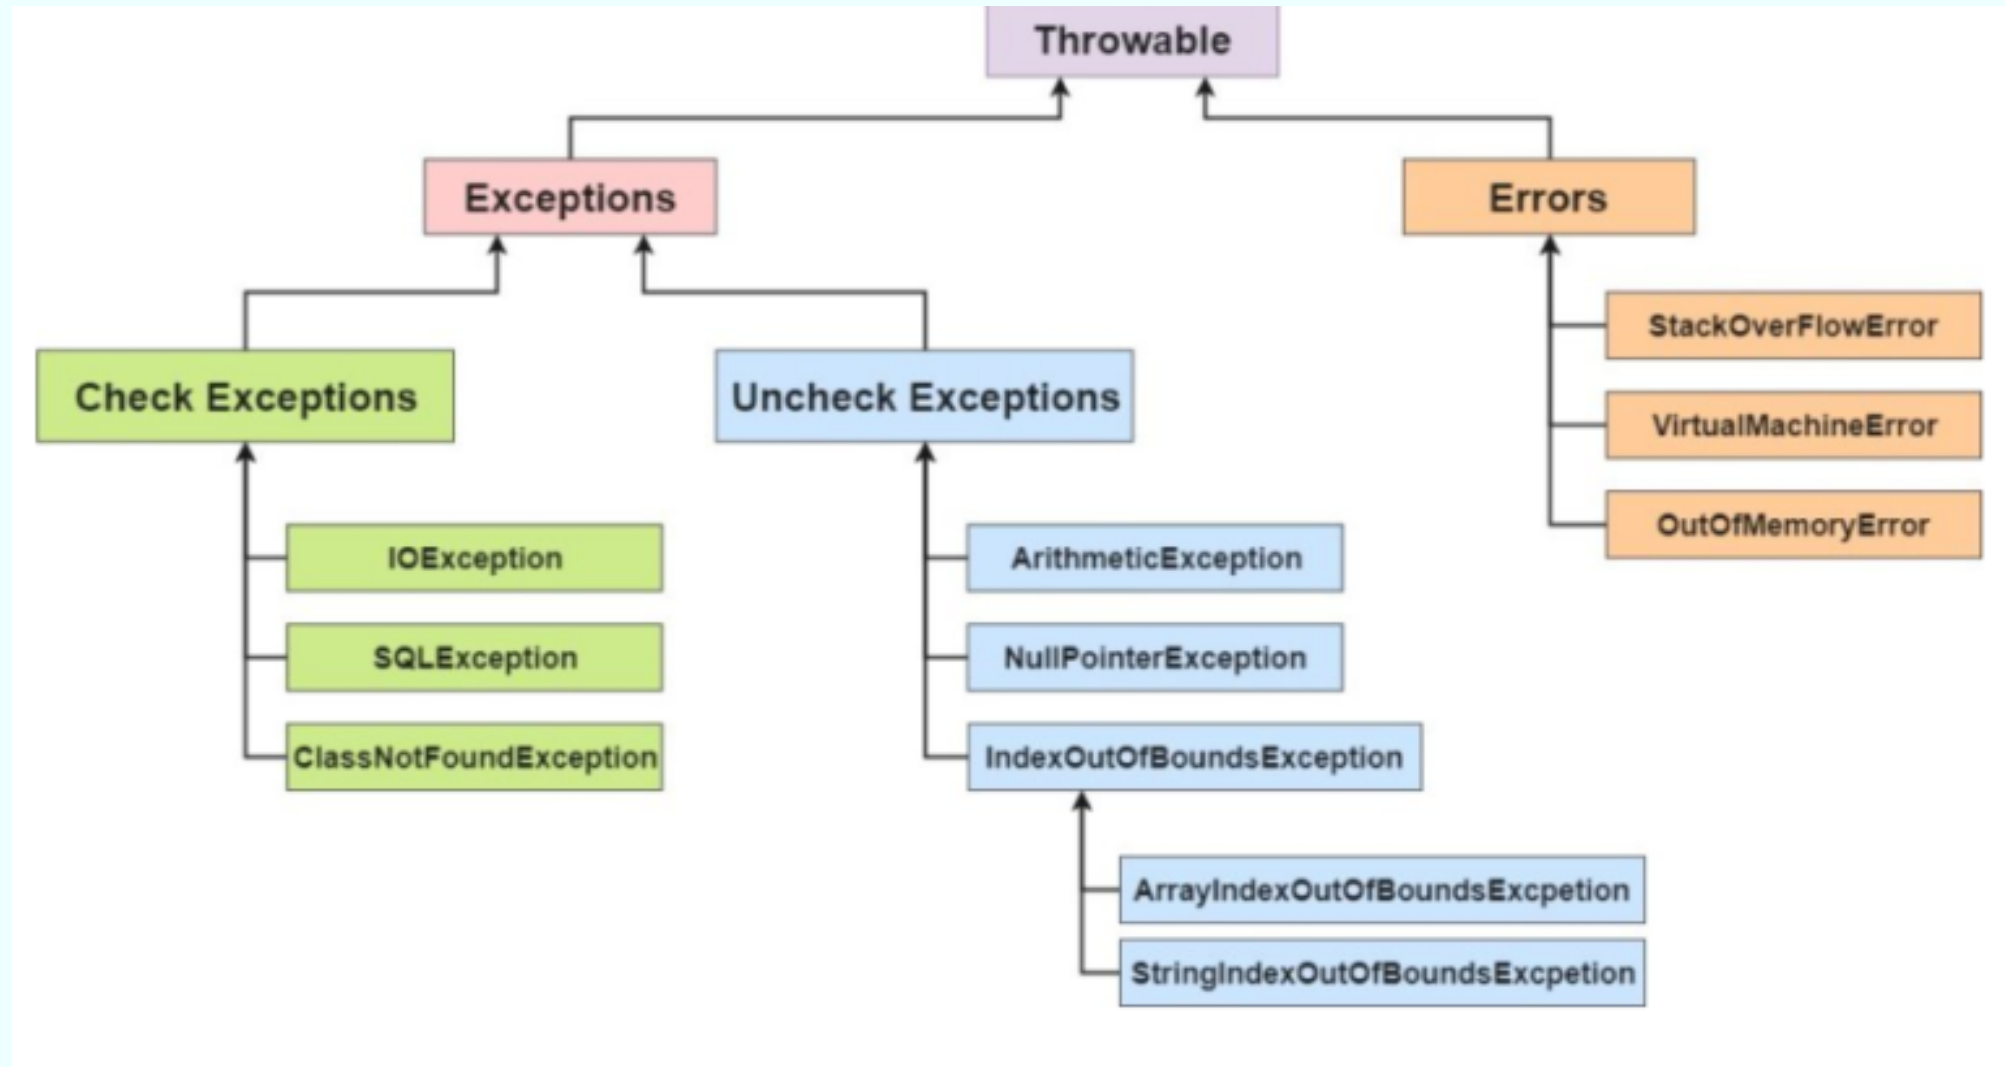 Throwable
Exceptions
Errors
Check Exceptions
Uncheck Exceptions
StackOverFlowError
VirtualMachineError
OutOfMemoryError
IOException
SQLException
ClassNotFoundException
ArithmeticException
NullPointerException
IndexOutOfBoundsException
ArrayIndexOutOfBoundsExcpetion
StringIndexOutOfBoundsExcpetion